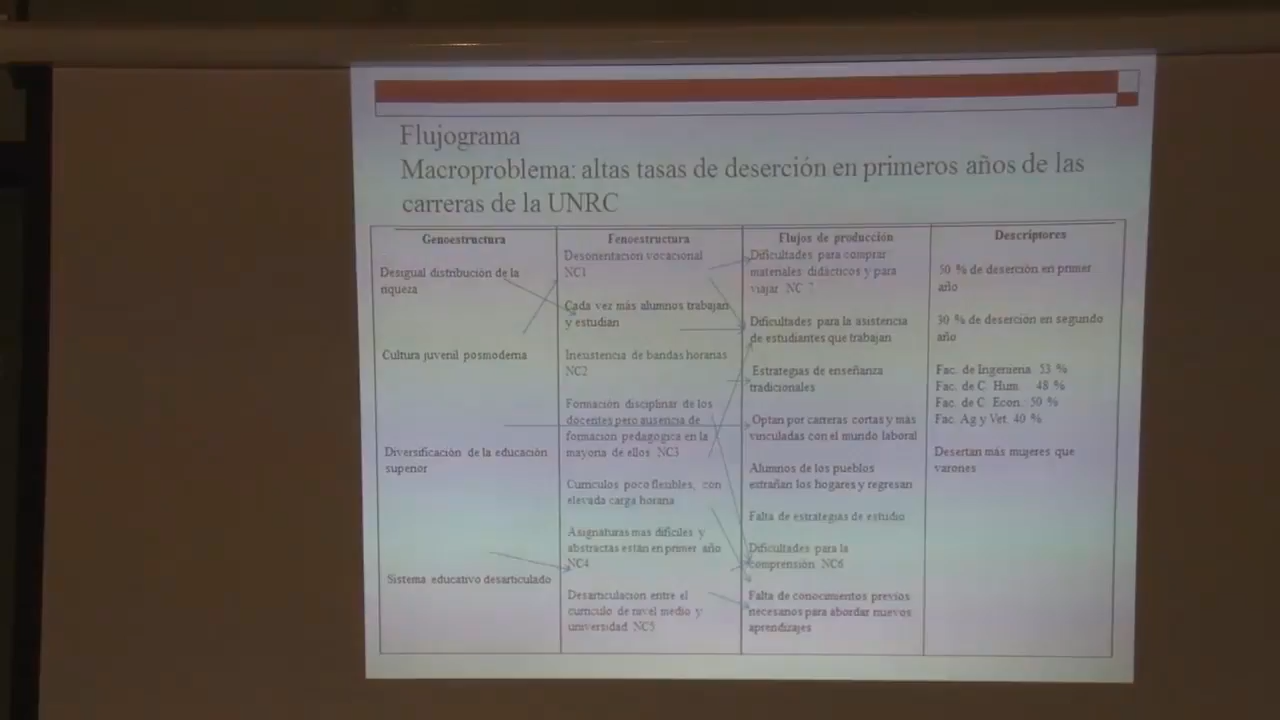 Flujograma
Macroproblema: altas tasas de deserción en primeros años de las
carreras de la UNRC
Genoestructura
Desigual distribución de la
riqueza
Cultura juvenil posmoderna
Diversificación de la educación
superior
Sistema educativo desarticulado
Fenoestructura
Desorientación vocacional
NC1
Cada vez más alumnos trabajan
y estudian
Inexistencia de bandas horarias
NC2
Formación disciplinar de los
docentes pero ausencia de
formación pedagógica en la
mayoría de ellos NC3
Currículos poco flexibles, con
elevada carga horaria
Asignaturas mas difíciles y
abstractas están en primer año
NC4
Desarticulación entre el
currículo de nivel medio y
universidad NC5
Flujos de producción
Dificultades para comprar
materiales didácticos y para
viajar NC
Dificultades para la asistencia
de estudiantes que trabajan
Estrategias de enseñanza
tradicionales
Optan por carreras cortas y más
vinculadas con el mundo laboral
Alumnos de los pueblos
extrañan los hogares y regresan
Falta de estrategias de estudio
Dificultades para la
comprensión NC6
Falta de conocimientos previos
necesarios para abordar nuevos
aprendizajes
Descriptores
50 % de deserción en primer
año
30 % de deserción en segundo
año
Fac. de Ingeniería 53 %
Fac. de C. Hum. 48 %
Fac. de C. Econ. 50 %
Fac. Ag y Vet. 40 %
Desertan más mujeres que
varones